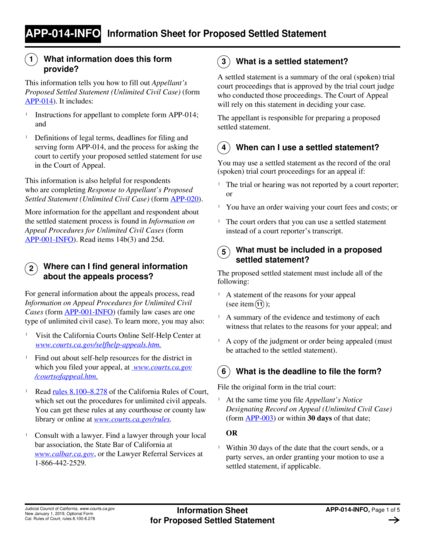 APP-014-INFO Information Sheet for Proposed Settled Statement
1 What information does this form
provide?
This information tells you how to fill out Appellant's
Proposed Settled Statement (Unlimited Civil Case) (form
APP-014). It includes:
Instructions for appellant to complete form APP-014;
and
Definitions of legal terms, deadlines for filing and
serving form APP-014, and the process for asking the
court to certify your proposed settled statement for use
in the Court of Appeal.
This information is also helpful for respondents
who are completing Response to Appellant's Proposed
Settled Statement (Unlimited Civil Case) (form APP-020).
More information for the appellant and respondent about
the settled statement process is found in Information on
Appeal Procedures for Unlimited Civil Cases (form
APP-001-INFO). Read items 14b(3) and 25d.
2 Where can I find general information
about the appeals process?
For general information about the appeals process, read
Information on Appeal Procedures for Unlimited Civil
Cases (form APP-001-INFO) (family law cases are one
type of unlimited civil case). To learn more, you may also:
Visit the California Courts Online Self-Help Center at
www.courts.ca.gov/selfhelp-appeals.htm.
Find out about self-help resources for the district in
which you filed your appeal, at www.courts.ca.gov
/courtsofappeal.htm.
Read rules 8.100–8.278 of the California Rules of Court,
which set out the procedures for unlimited civil appeals.
You can get these rules at any courthouse or county law
library or online at www.courts.ca.gov/rules.
Consult with a lawyer. Find a lawyer through your local
bar association, the State Bar of California at
www.calbar.ca.gov, or the Lawyer Referral Services at
1-866-442-2529.
3 What is a settled statement?
A settled statement is a summary of the oral (spoken) trial
court proceedings that is approved by the trial court judge
who conducted those proceedings. The Court of Appeal
will rely on this statement in deciding your case.
The appellant is responsible for preparing a proposed
settled statement.
4 When can I use a settled statement?
You may use a settled statement as the record of the oral
(spoken) trial court proceedings for an appeal if:
The trial or hearing was not reported by a court reporter;
or
You have an order waiving your court fees and costs; or
The court orders that you can use a settled statement
instead of a court reporter's transcript.
5 What must be included in a proposed
settled statement?
The proposed settled statement must include all of the
following:
A statement of the reasons for your appeal
(see item 11);
A summary of the evidence and testimony of each
witness that relates to the reasons for your appeal; and
A copy of the judgment or order being appealed (must
be attached to the settled statement).
6 What is the deadline to file the form?
File the original form in the trial court:
At the same time you file Appellant's Notice
Designating Record on Appeal (Unlimited Civil Case)
(form APP-003) or within 30 days of that date;
OR
Within 30 days of the date that the court sends, or a
party serves, an order granting your motion to use a
settled statement, if applicable.
Judicial Council of California, www.courts.ca.gov
New January 1, 2019, Optional Form
Cal. Rules of Court, rules 8.100-8.278
Information Sheet
for Proposed Settled Statement
APP-014-INFO, Page 1 of 5